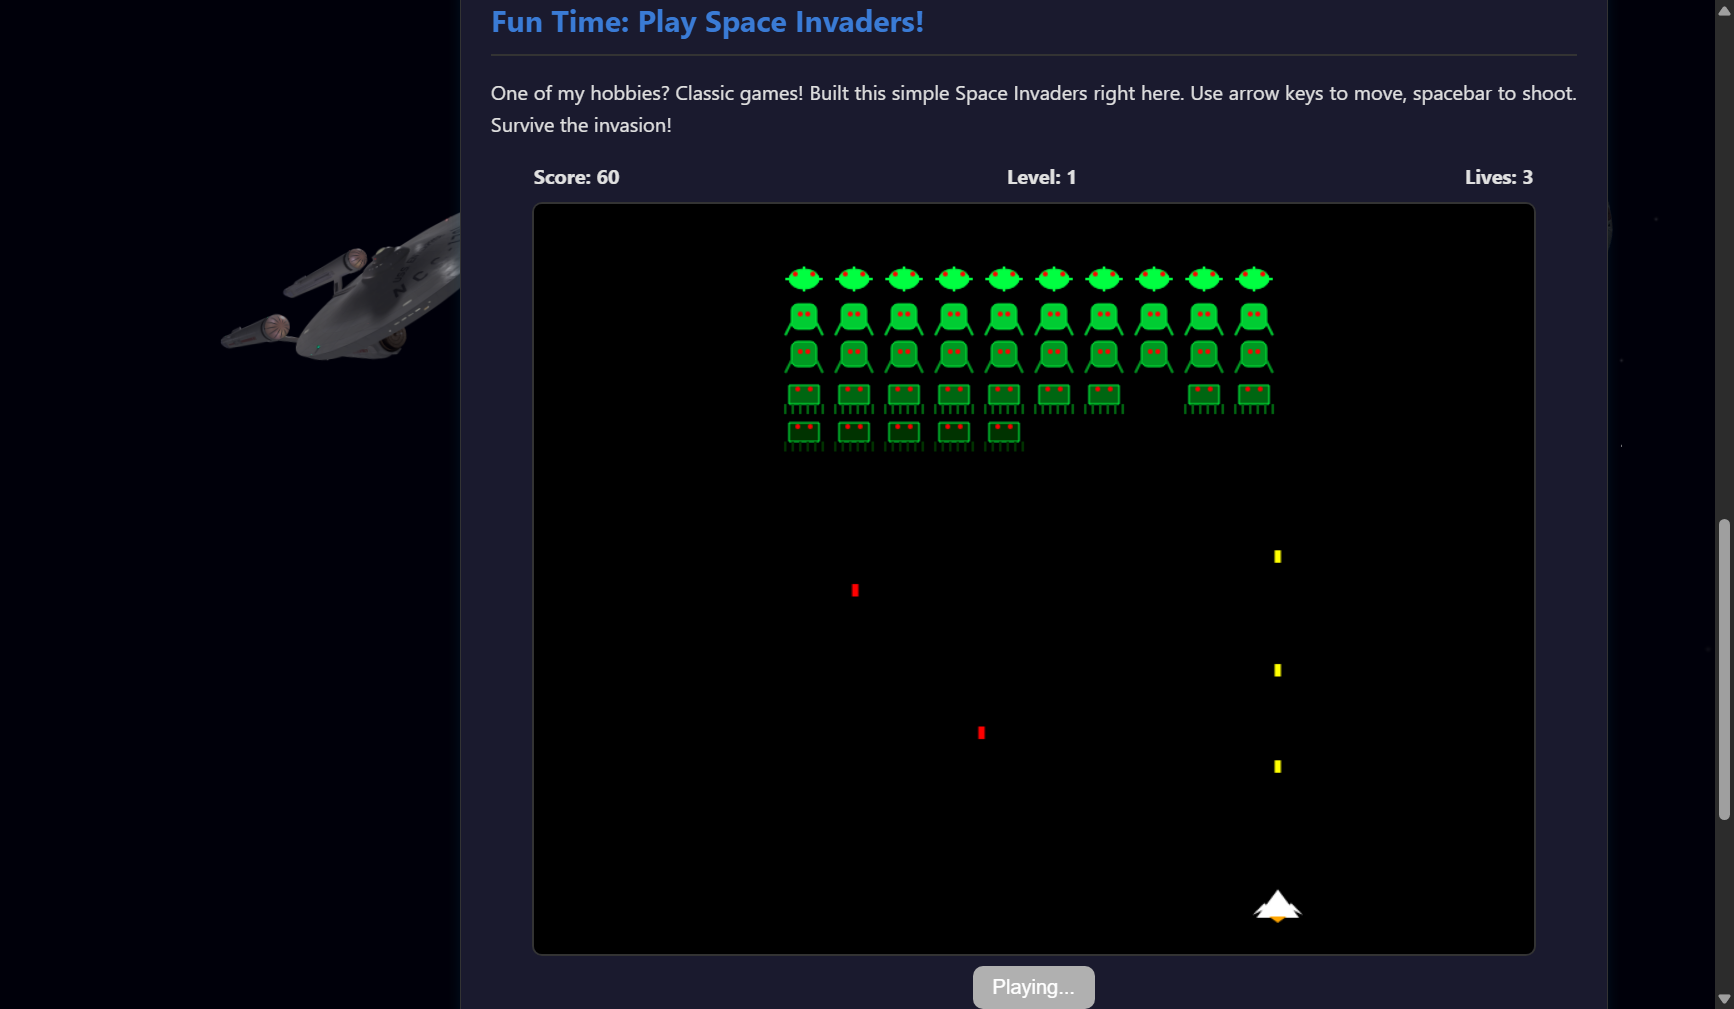 Fun Time: Play Space Invaders!
One of my hobbies? Classic games! Built this simple Space Invaders right here. Use arrow keys to move, spacebar to shoot.
Survive the invasion!
Score: 60
Level: 1
Lives: 3
Playing...